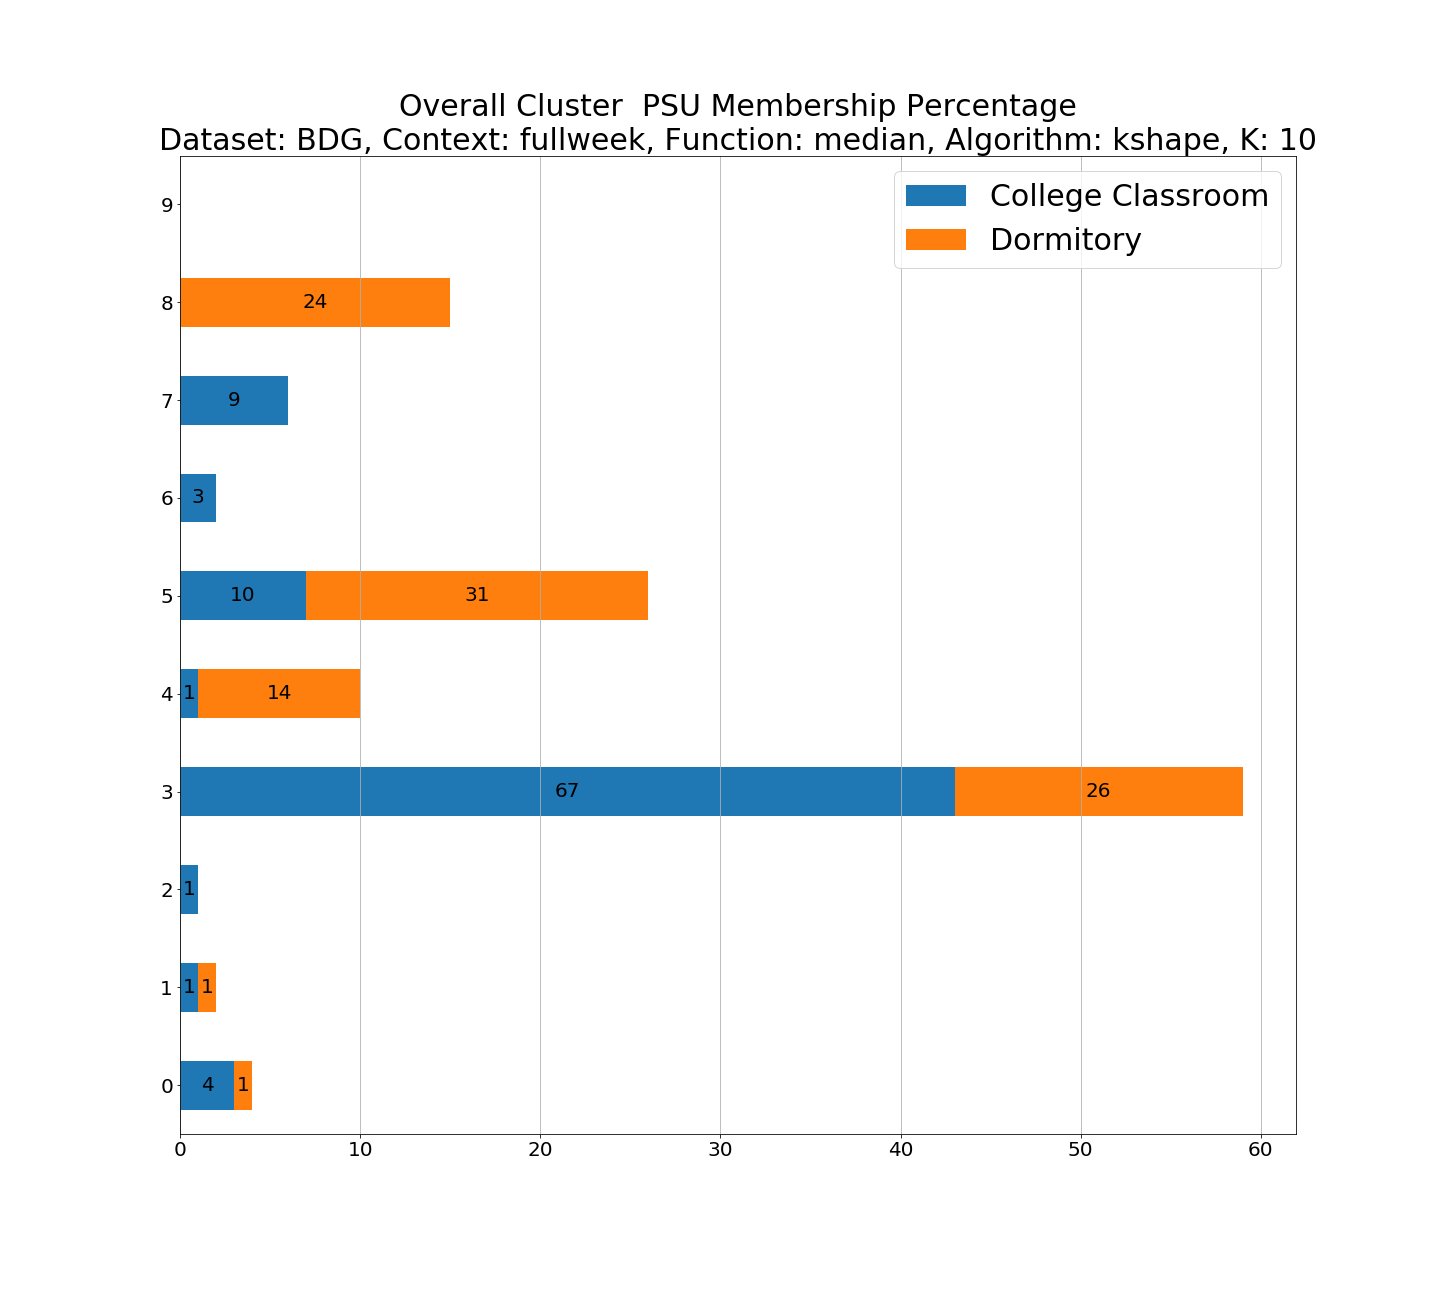 Overall Cluster  PSU Membership Percentage
Dataset: BDG, Context: fullweek, Function: median, Algorithm: kshape, K: 10
College Classroom
Dormitory
9
8 24
7 9
6 3
5 10 31
4 1 14
3 67 26
2 1
1 1 1
0 4 1
0 10 20 30 40 50 60